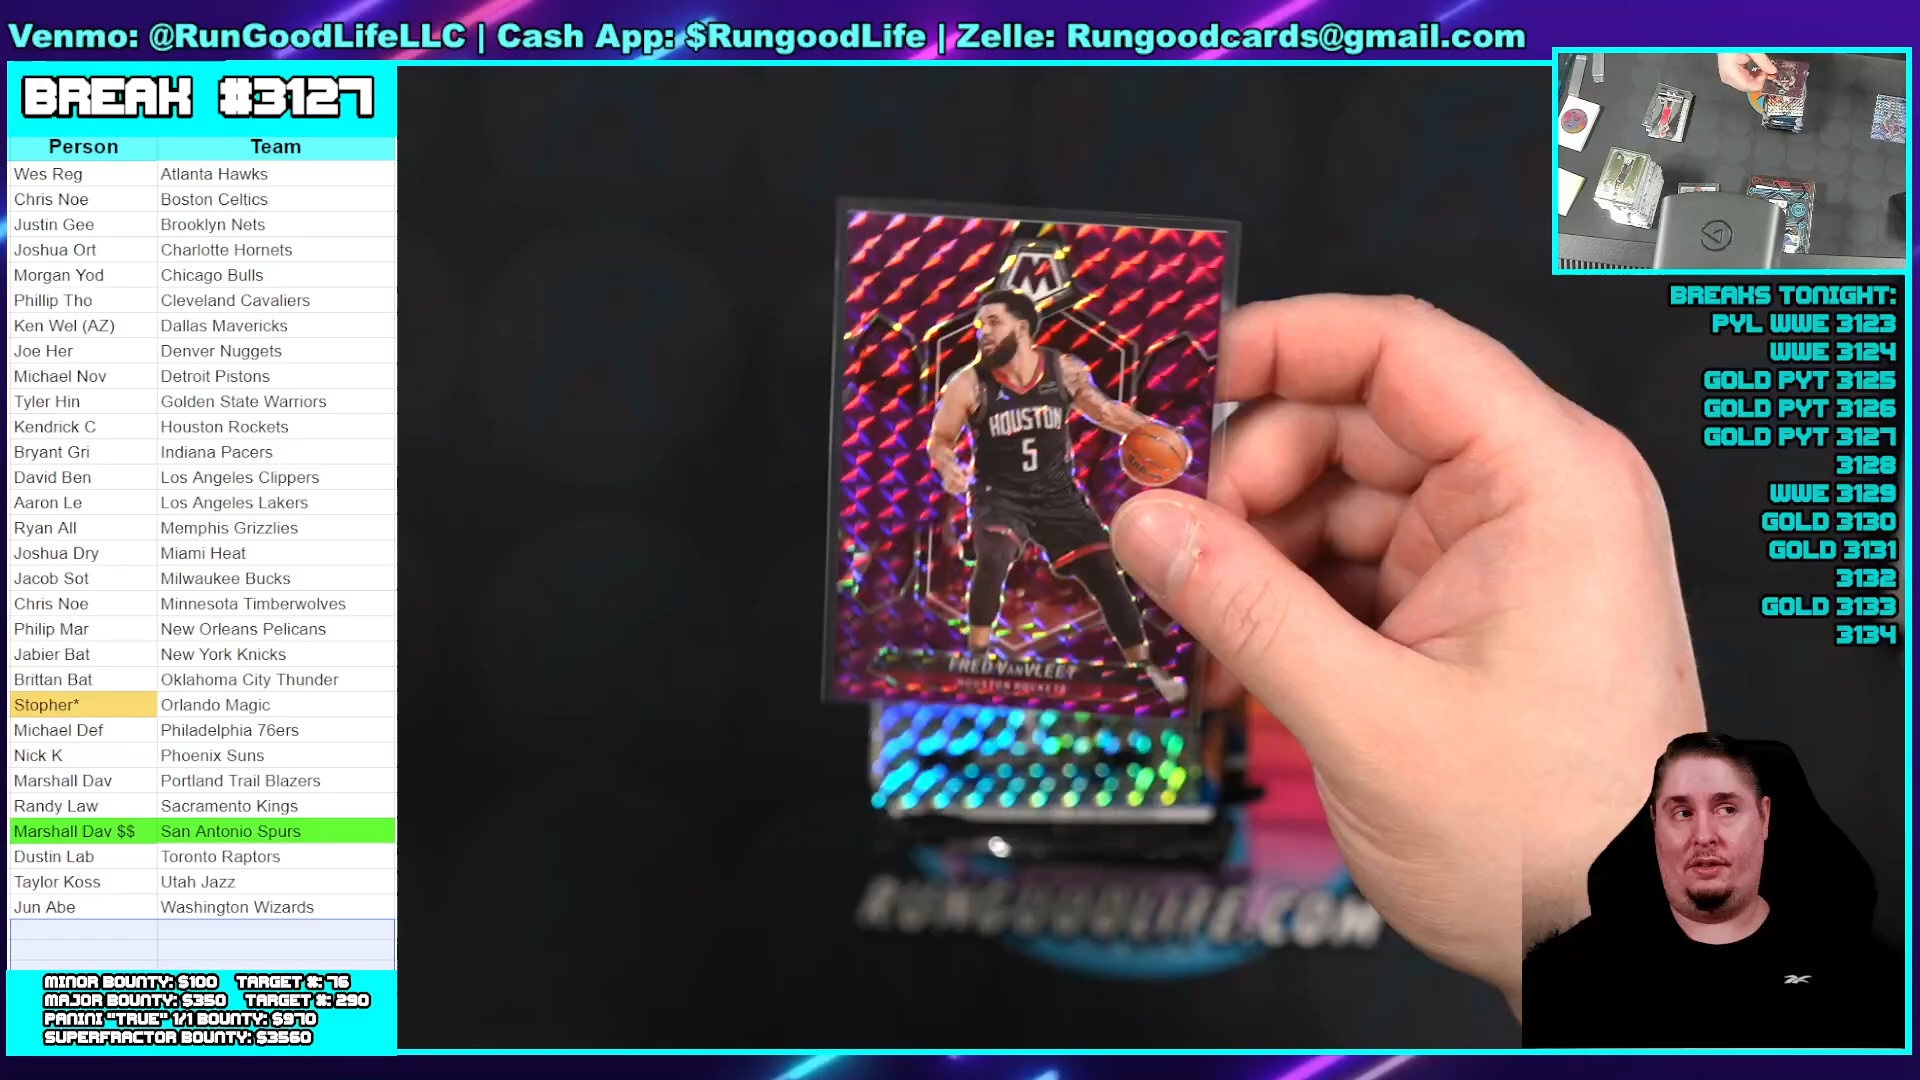 Venmo: @RunGoodLifeLLC | Cash App: $RungoodLife | Zelle: Rungoodcards@gmail.com
BREAK #3127
Person Team
Wes Reg Atlanta Hawks
Chris Noe Boston Celtics
Justin Gee Brooklyn Nets
Joshua Ort Charlotte Hornets
Morgan Yod Chicago Bulls
Phillip Tho Cleveland Cavaliers
Ken Wel (AZ) Dallas Mavericks
Joe Her Denver Nuggets
Michael Nov Detroit Pistons
Tyler Hin Golden State Warriors
Kendrick C Houston Rockets
Bryant Gri Indiana Pacers
David Ben Los Angeles Clippers
Aaron Le Los Angeles Lakers
Ryan All Memphis Grizzlies
Joshua Dry Miami Heat
Jacob Sot Milwaukee Bucks
Chris Noe Minnesota Timberwolves
Philip Mar New Orleans Pelicans
Jabier Bat New York Knicks
Brittan Bat Oklahoma City Thunder
Stopher* Orlando Magic
Michael Def Philadelphia 76ers
Nick K Phoenix Suns
Marshall Dav Portland Trail Blazers
Randy Law Sacramento Kings
Marshall Dav $$ San Antonio Spurs
Dustin Lab Toronto Raptors
Taylor Koss Utah Jazz
Jun Abe Washington Wizards
MINOR BOUNTY: $100 TARGET #: 76
MAJOR BOUNTY: $350 TARGET #: 290
PANINI "TRUE" 1/1 BOUNTY: $970
SUPERFRACTOR BOUNTY: $3560
M
HOUSTON
5
FRED VANVLEET
HOUSTON ROCKETS
RUNGOODLIFE.COM
BREAKS TONIGHT:
PYL WWE 3123
WWE 3124
GOLD PYT 3125
GOLD PYT 3126
GOLD PYT 3127
3128
WWE 3129
GOLD 3130
GOLD 3131
3132
GOLD 3133
3134